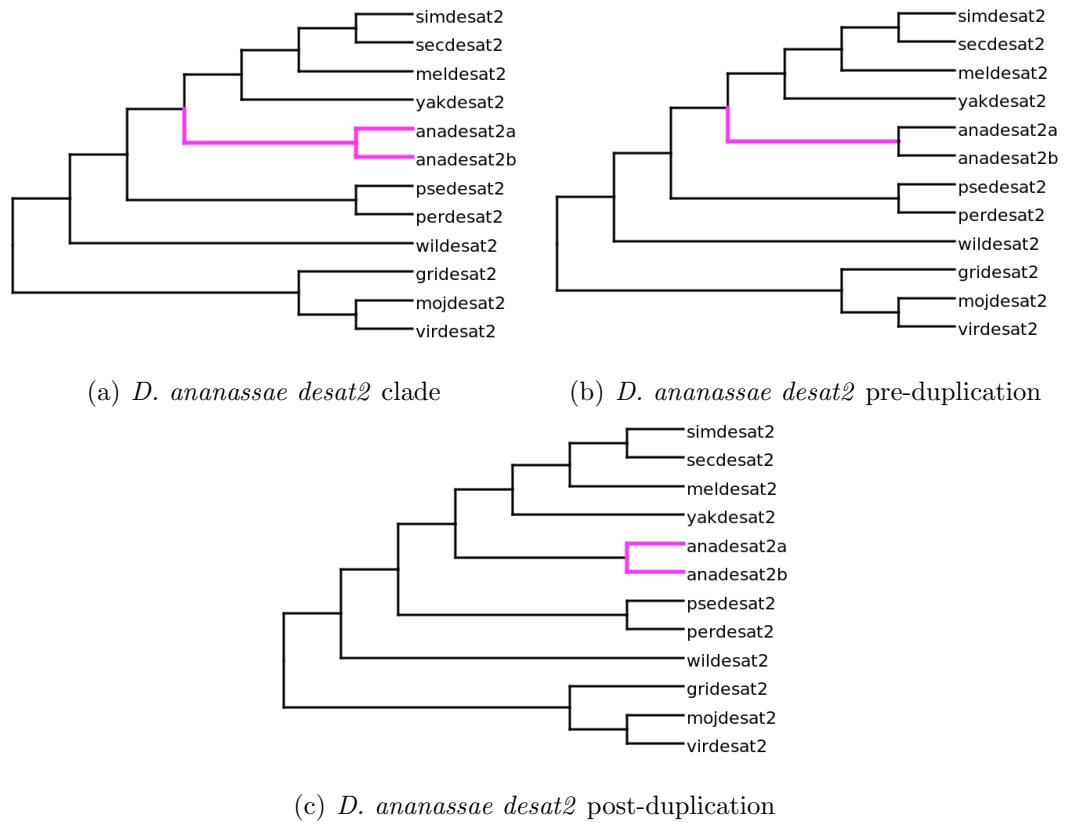 simdesat2
secdesat2
meldesat2
yakdesat2
anadesat2a
anadesat2b
psedesat2
perdesat2
wildesat2
gridesat2
mojdesat2
virdesat2
(a) D. ananassae desat2 clade
simdesat2
secdesat2
meldesat2
yakdesat2
anadesat2a
anadesat2b
psedesat2
perdesat2
wildesat2
gridesat2
mojdesat2
virdesat2
(b) D. ananassae desat2 pre-duplication
simdesat2
secdesat2
meldesat2
yakdesat2
anadesat2a
anadesat2b
psedesat2
perdesat2
wildesat2
gridesat2
mojdesat2
virdesat2
(c) D. ananassae desat2 post-duplication